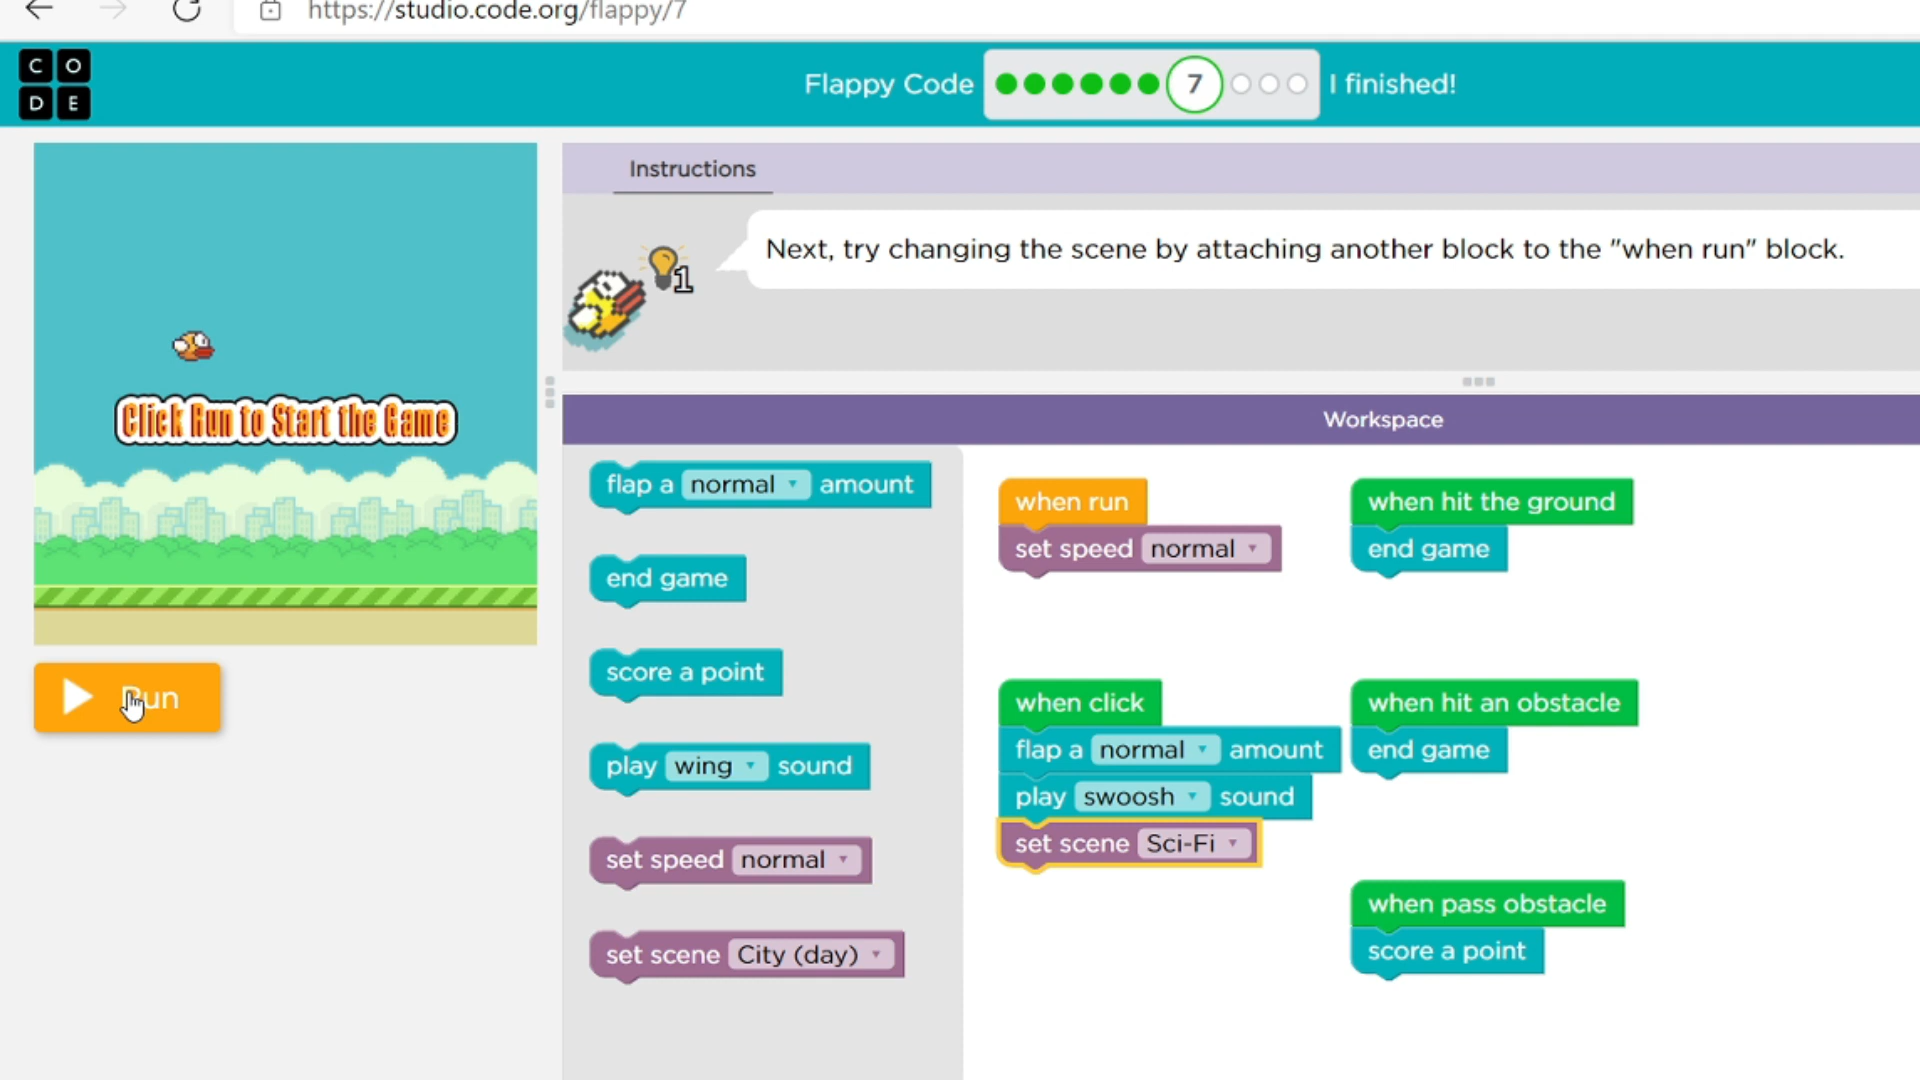 https://studio.code.org/flappy/7
C O
D E
Flappy Code 7 I finished!
Instructions
1
Next, try changing the scene by attaching another block to the "when run" block.
Click Run to Start the Game
Run
Workspace
flap a normal amount
end game
score a point
play wing sound
set speed normal
set scene City (day)
when run
set speed normal
when click
flap a normal amount
play swoosh sound
set scene Sci-Fi
when hit the ground
end game
when hit an obstacle
end game
when pass obstacle
score a point